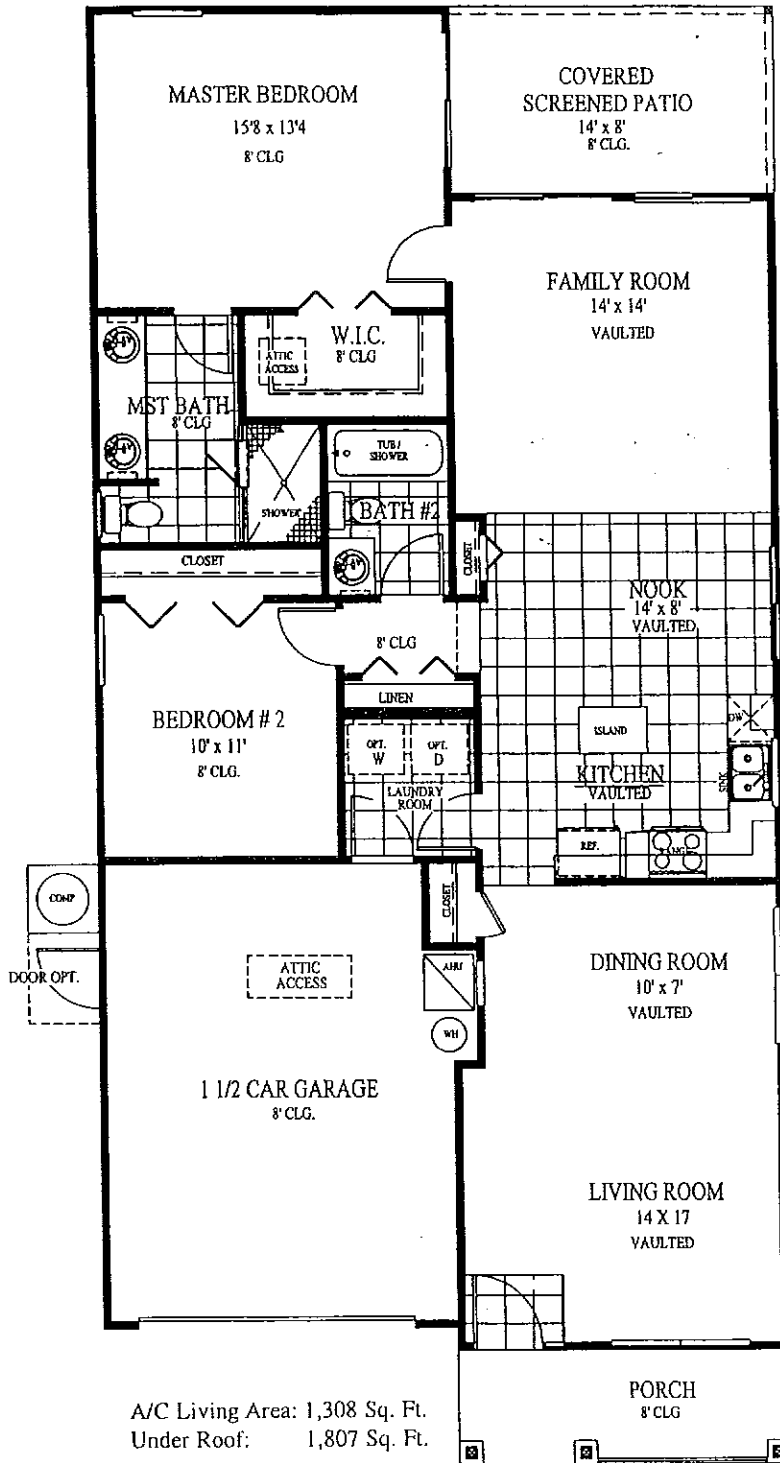 MASTER BEDROOM
15'8 x 13'4
8' CLG
COVERED
SCREENED PATIO
14' x 8'
8' CLG.
FAMILY ROOM
14' x 14'
VAULTED
W.I.C.
8' CLG
ATTIC
ACCESS
MST BATH
8' CLG
SHOWER
TUB /
SHOWER
BATH #2
CLOSET
CLOSET
NOOK
14' x 8'
VAULTED
8' CLG
LINEN
BEDROOM # 2
10' x 11'
8' CLG.
OPT.
W
OPT.
D
LAUNDRY
ROOM
ISLAND
DW
SINK
KITCHEN
VAULTED
REF.
RANGE
COMP
DOOR OPT.
CLOSET
ATTIC
ACCESS
AHU
WH
DINING ROOM
10' x 7'
VAULTED
1 1/2 CAR GARAGE
8' CLG.
LIVING ROOM
14 X 17
VAULTED
PORCH
8' CLG
A/C Living Area: 1,308 Sq. Ft.
Under Roof: 1,807 Sq. Ft.